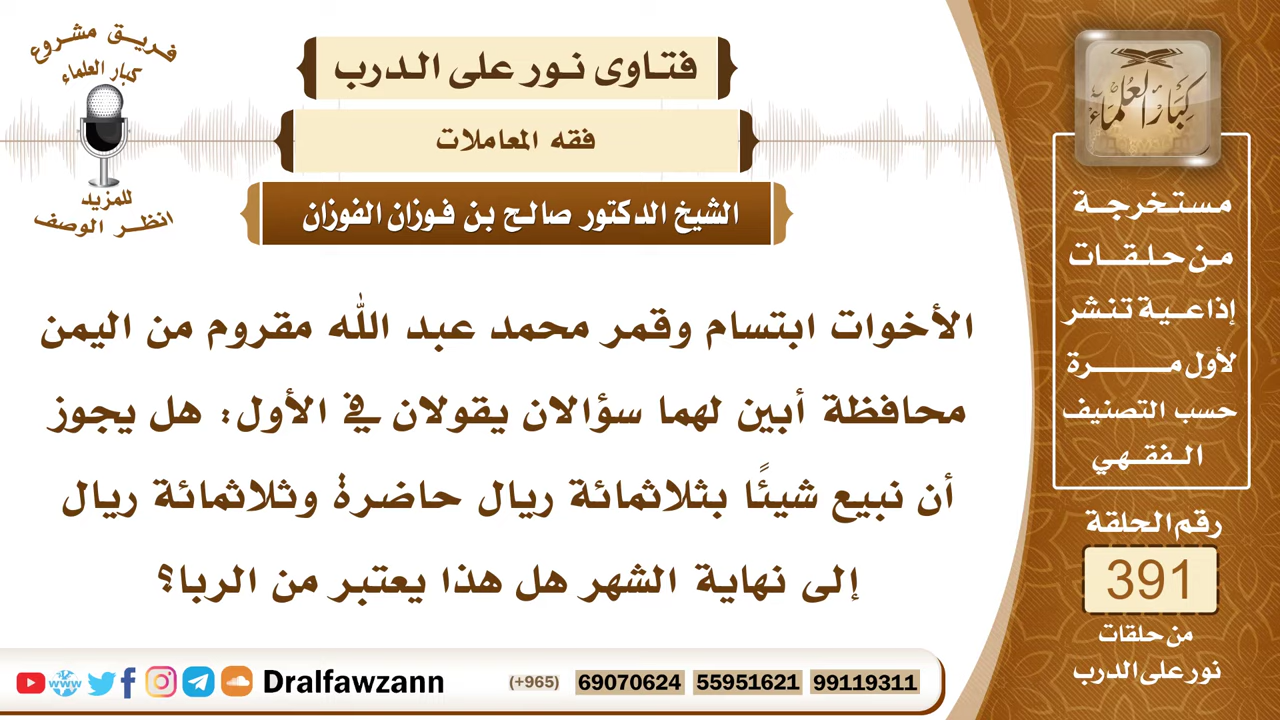 فريق مشروع
كبار العلماء
للمزيد
انظر الوصف
فتاوى نور على الدرب
فقه المعاملات
الشيخ الدكتور صالح بن فوزان الفوزان
الأخوات ابتسام وقمر محمد عبد الله مقروم من اليمن
محافظة أبين لهما سؤالان يقولان في الأول: هل يجوز
أن نبيع شيئًا بثلاثمائة ريال حاضرة وثلاثمائة ريال
إلى نهاية الشهر هل هذا يعتبر من الربا؟
كبار العلماء
مستخرجة
من حلقات
إذاعية تنشر
لأول مرة
حسب التصنيف
الفقهي
رقم الحلقة
391
من حلقات
نور على الدرب
www Dralfawzann (+965) 69070624 55951621 99119311